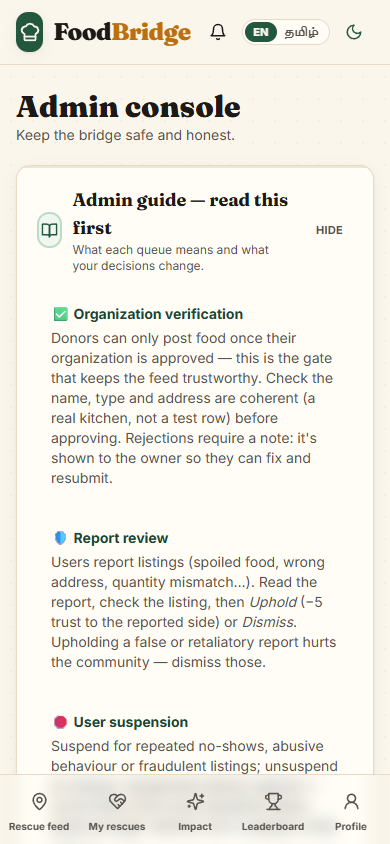 FoodBridge
EN
தமிழ்
Admin console
Keep the bridge safe and honest.
Admin guide — read this
first
HIDE
What each queue means and what
your decisions change.
Organization verification
Donors can only post food once their
organization is approved — this is the gate
that keeps the feed trustworthy. Check the
name, type and address are coherent (a
real kitchen, not a test row) before
approving. Rejections require a note: it's
shown to the owner so they can fix and
resubmit.
Report review
Users report listings (spoiled food, wrong
address, quantity mismatch...). Read the
report, check the listing, then Uphold (−5
trust to the reported side) or Dismiss.
Upholding a false or retaliatory report hurts
the community — dismiss those.
User suspension
Suspend for repeated no-shows, abusive
behaviour or fraudulent listings; unsuspend
Rescue feed
My rescues
Impact
Leaderboard
Profile